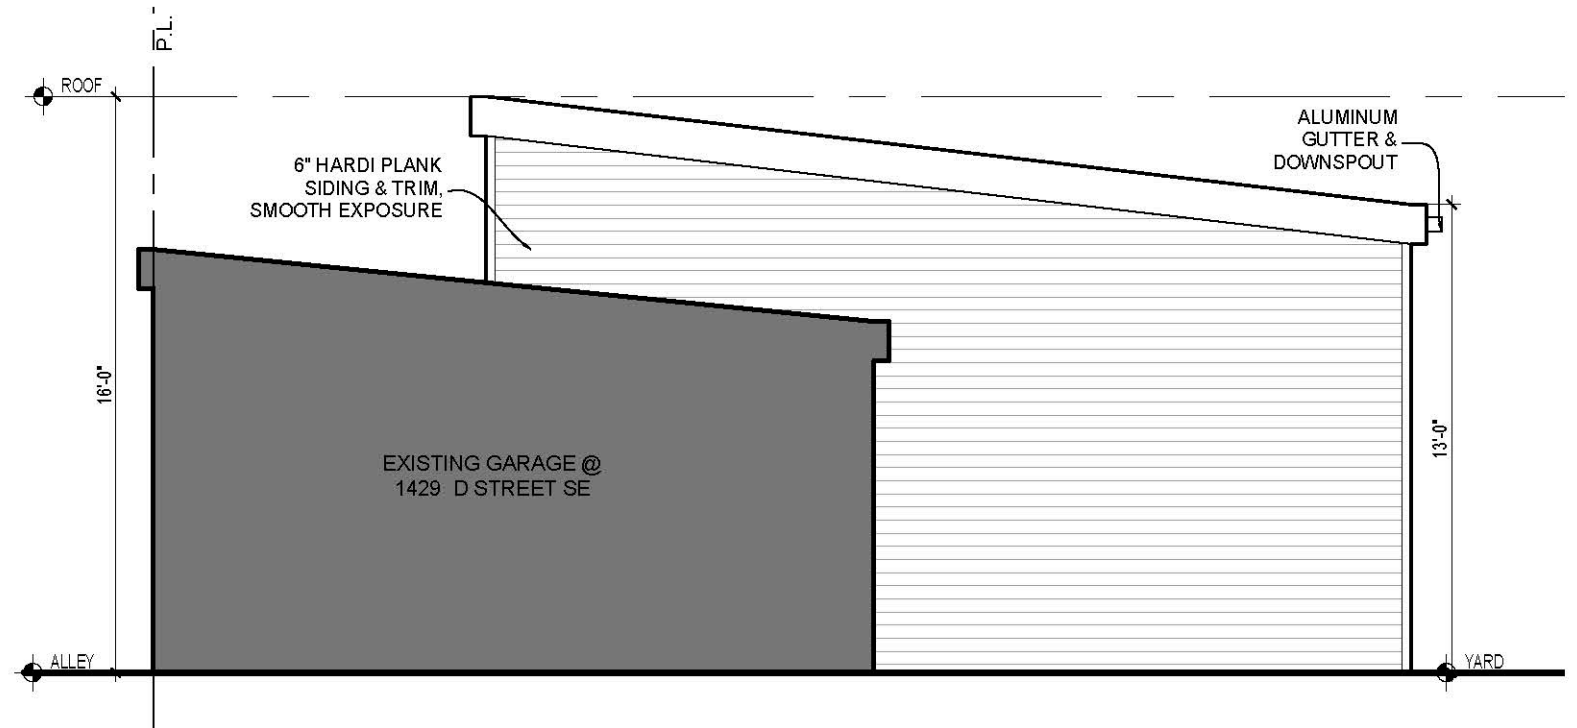 P.L.
ROOF
ALUMINUM
GUTTER &
DOWNSPOUT
6" HARDI PLANK
SIDING & TRIM,
SMOOTH EXPOSURE
16'-0"
13'-0"
EXISTING GARAGE @
1429 D STREET SE
ALLEY
YARD